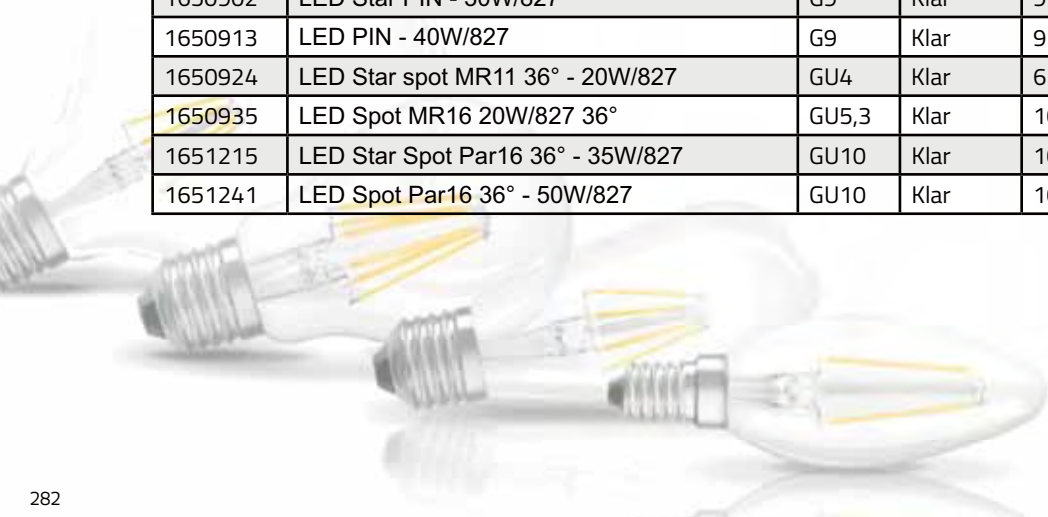 1650913 LED PIN - 40W/827 G9 Klar 9
1650924 LED Star spot MR11 36° - 20W/827 GU4 Klar 6
1650935 LED Spot MR16 20W/827 36° GU5,3 Klar
1651215 LED Star Spot Par16 36° - 35W/827 GU10 Klar
1651241 LED Spot Par16 36° - 50W/827 GU10 Klar
282